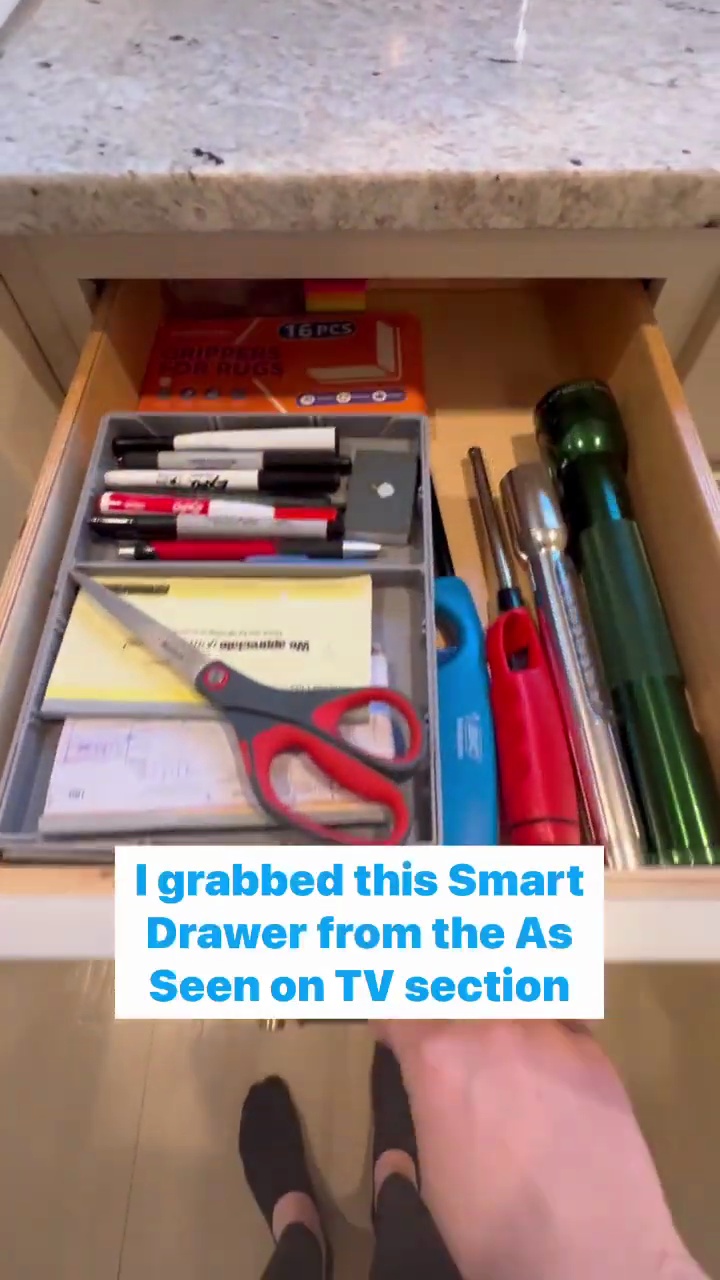 16 PCS
GRIPPERS
FOR RUGS
EXPO
We appreciate
I grabbed this Smart
Drawer from the As
Seen on TV section